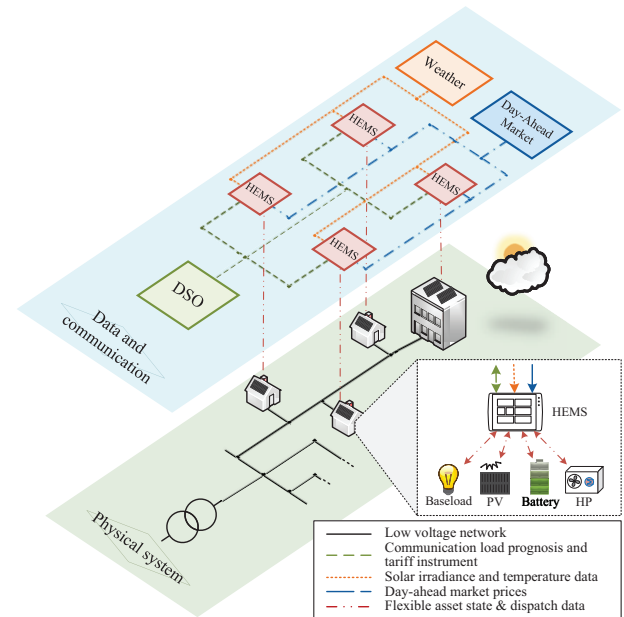 Weather
Day-Ahead
Market
HEMS
HEMS
HEMS
HEMS
DSO
Data and
communication
HEMS
Baseload
PV
Battery
HP
Physical system
Low voltage network
Communication load prognosis and
tariff instrument
Solar irradiance and temperature data
Day-ahead market prices
Flexible asset state & dispatch data